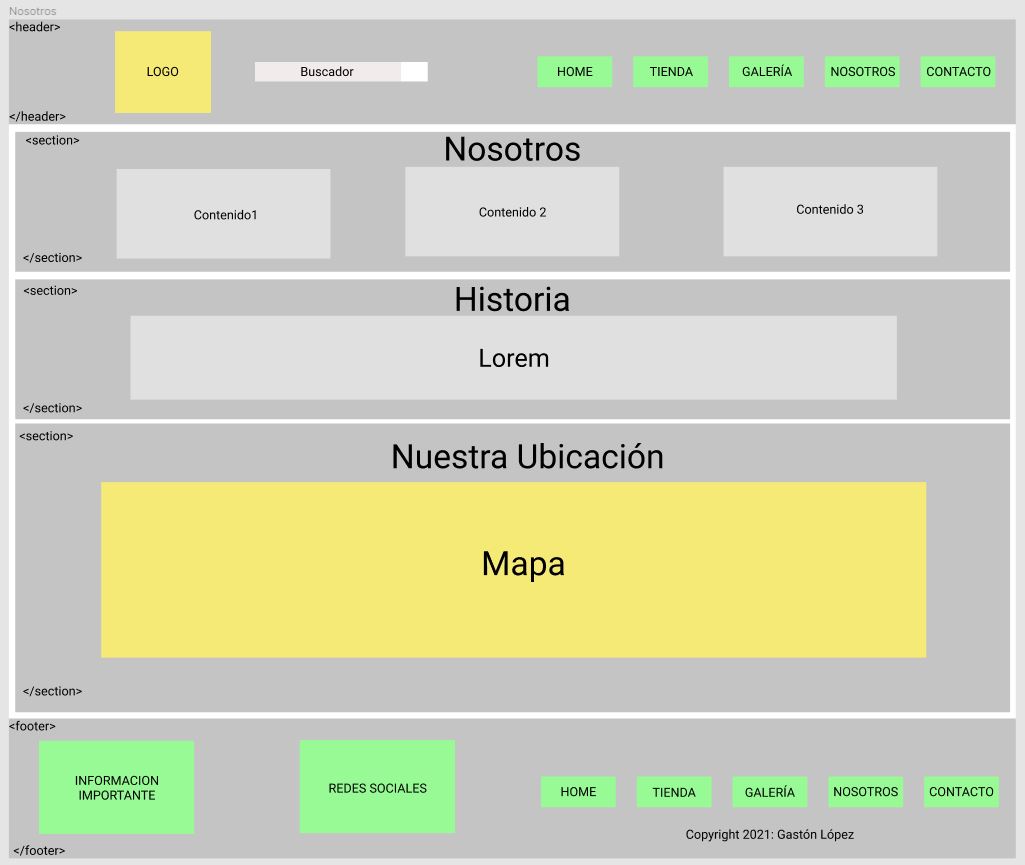 Nosotros
<header>
LOGO
Buscador
HOME
TIENDA
GALERÍA
NOSOTROS
CONTACTO
</header>
<section>
Nosotros
Contenido1
Contenido 2
Contenido 3
</section>
<section>
Historia
Lorem
</section>
<section>
Nuestra Ubicación
Mapa
</section>
<footer>
INFORMACION
IMPORTANTE
REDES SOCIALES
HOME
TIENDA
GALERÍA
NOSOTROS
CONTACTO
Copyright 2021: Gastón López
</footer>